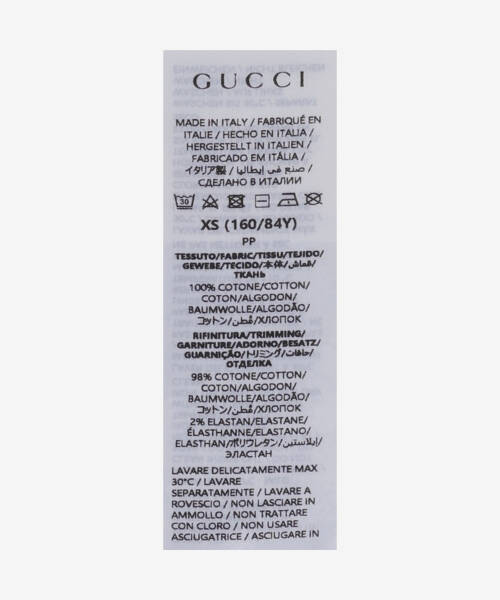 GUCCI
MADE IN ITALY / FABRIQUÉ EN
ITALIE / HECHO EN ITALIA /
HERGESTELLT IN ITALIEN /
FABRICADO EM ITÁLIA /
イタリア製 / صنع في إيطاليا /
СДЕЛАНО В ИТАЛИИ
30
XS (160/84Y)
PP
TESSUTO/FABRIC/TISSU/TEJIDO/
GEWEBE/TECIDO/本体/قماش/
ТКАНЬ
100% COTONE/COTTON/
COTON/ALGODON/
BAUMWOLLE/ALGODÃO/
コットン/قطن/ХЛОПОК
RIFINITURA/TRIMMING/
GARNITURE/ADORNO/BESATZ/
GUARNIÇÃO/トリミング/حافات/
ОТДЕЛКА
98% COTONE/COTTON/
COTON/ALGODON/
BAUMWOLLE/ALGODÃO/
コットン/قطن/ХЛОПОК
2% ELASTAN/ELASTANE/
ÉLASTHANNE/ELASTANO/
ELASTHAN/ポリウレタン/إيلاستين/
ЭЛАСТАН
LAVARE DELICATAMENTE MAX
30°C / LAVARE
SEPARATAMENTE / LAVARE A
ROVESCIO / NON LASCIARE IN
AMMOLLO / NON TRATTARE
CON CLORO / NON USARE
ASCIUGATRICE / ASCIUGARE IN